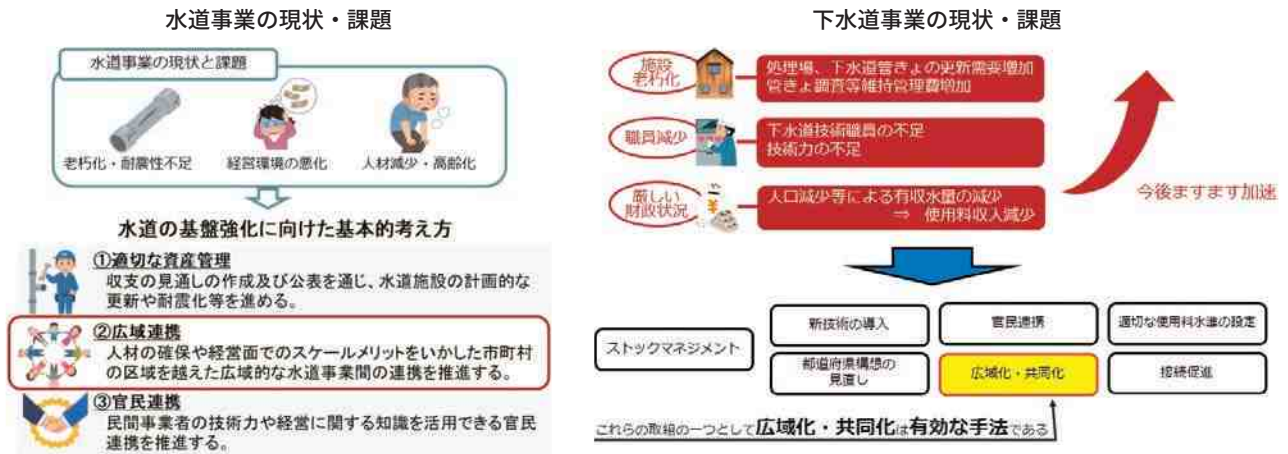 水道事業の現状・課題
水道事業の現状と課題
老朽化・耐震性不足
経営環境の悪化
人材減少・高齢化
水道の基盤強化に向けた基本的考え方
①適切な資産管理
収支の見通しの作成及び公表を通じ、水道施設の計画的な
更新や耐震化等を進める。
②広域連携
人材の確保や経営面でのスケールメリットをいかした市町村
の区域を越えた広域的な水道事業間の連携を推進する。
③官民連携
民間事業者の技術力や経営に関する知識を活用できる官民
連携を推進する。
下水道事業の現状・課題
施設
老朽化
処理場、下水道管きょの更新需要増加
管きょ調査等維持管理費増加
職員減少
下水道技術職員の不足
技術力の不足
厳しい
財政状況
¥
人口減少等による有収水量の減少
⇒ 使用料収入減少
今後ますます加速
ストックマネジメント
新技術の導入
官民連携
適切な使用料水準の設定
都道府県構想の
見直し
広域化・共同化
接続促進
これらの取組の一つとして広域化・共同化は有効な手法である